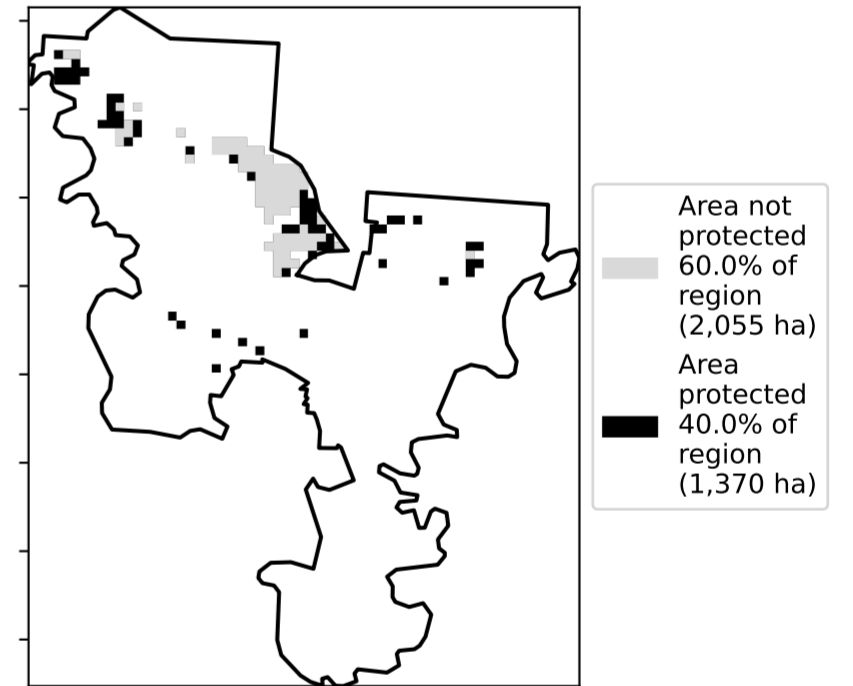 Area not
protected
60.0% of
region
(2,055 ha)
Area
protected
40.0% of
region
(1,370 ha)